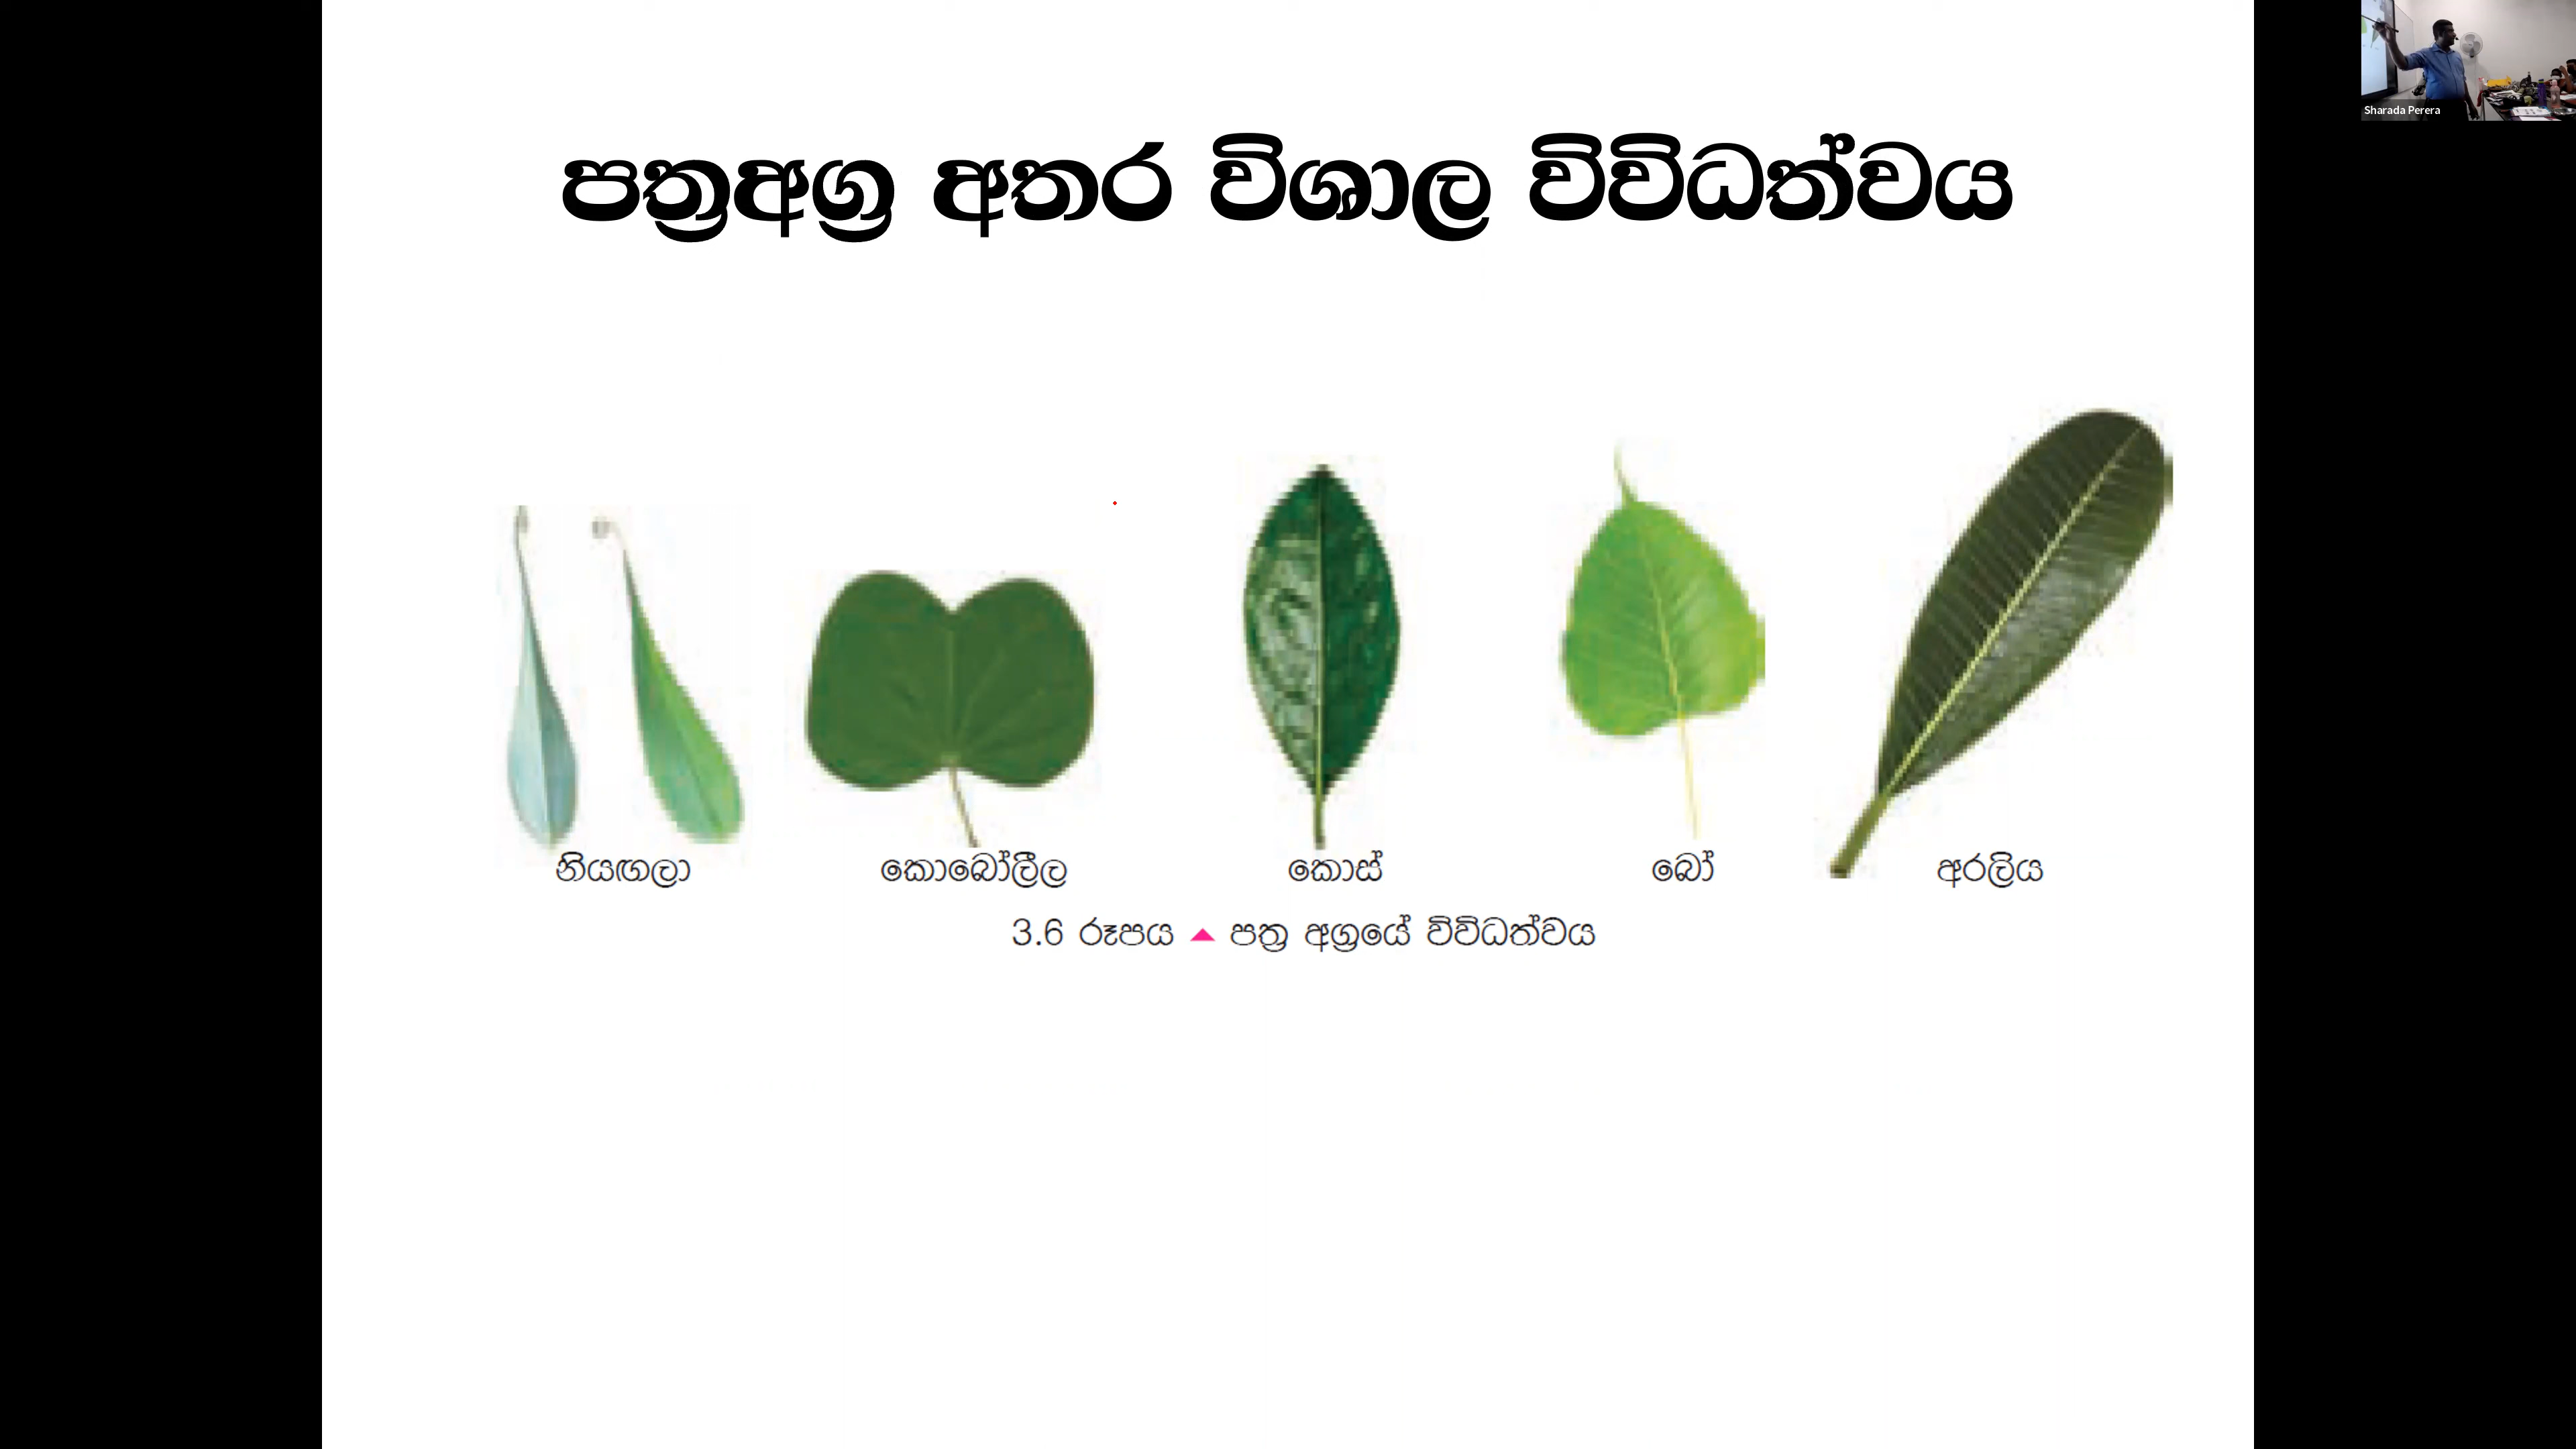 Sharada Perera
පත්‍රඅග්‍ර අතර විශාල විවිධත්වය
නියඟලා කොබෝලීල කොස් බෝ අරලිය
3.6 රූපය ▲ පත්‍ර අග්‍රයේ විවිධත්වය